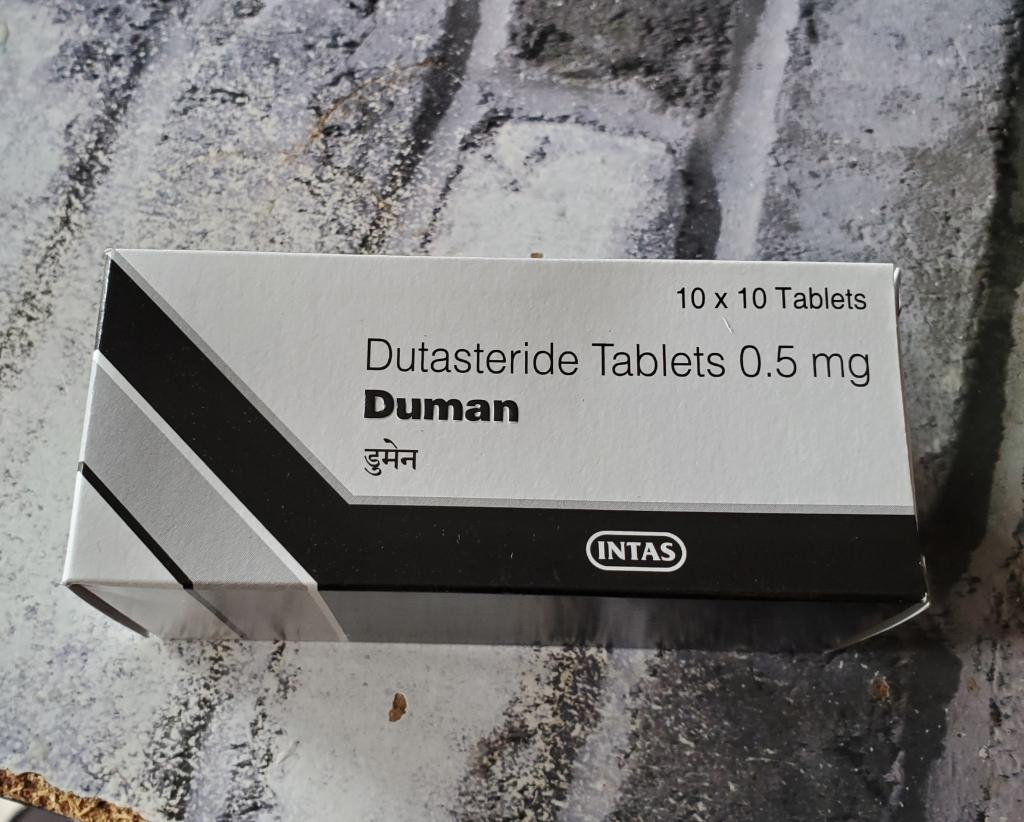 10 x 10 Tablets
Dutasteride Tablets 0.5 mg
Duman
डुमेन
INTAS